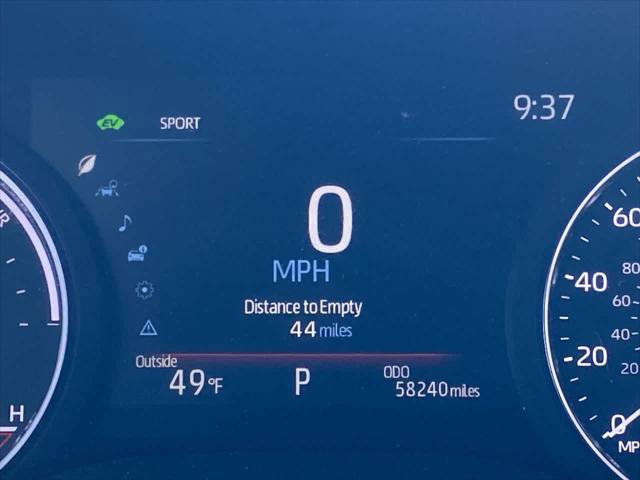 EV SPORT 9:37
0
MPH
Distance to Empty
44 miles
Outside
49°F
P
ODO
58240 miles
H
60
40
20
0
80
60
40
20